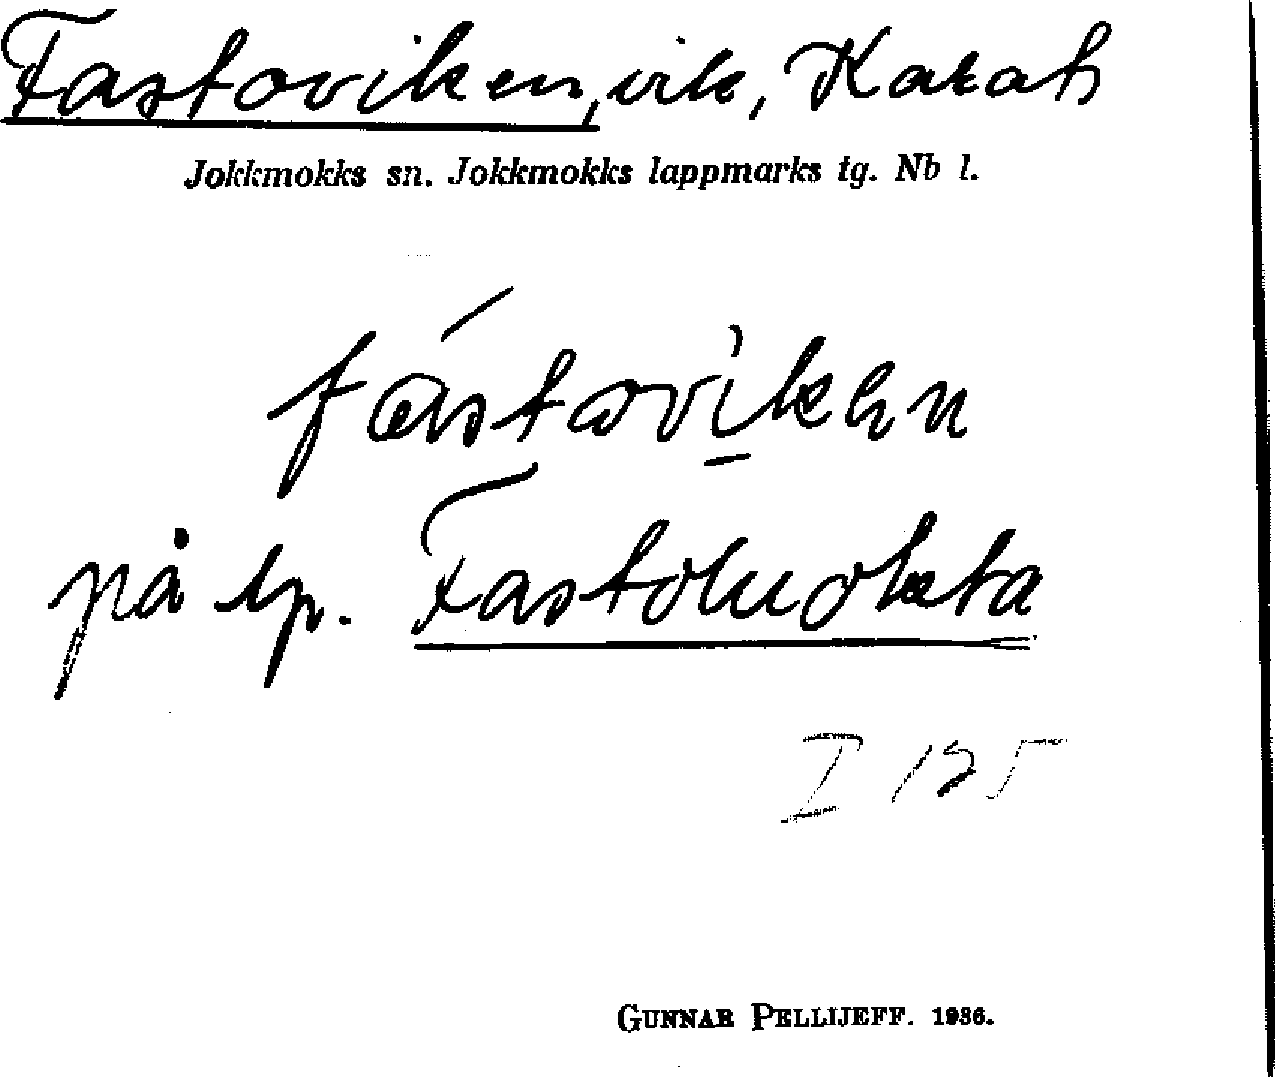 Fastoviken, vik, Karats
Jokkmokks sn. Jokkmokks lappmarks tg. Nb l.
fástoviken
på lp. Fastoluokta
I 125
GUNNAR PELLIJEFF. 1936.